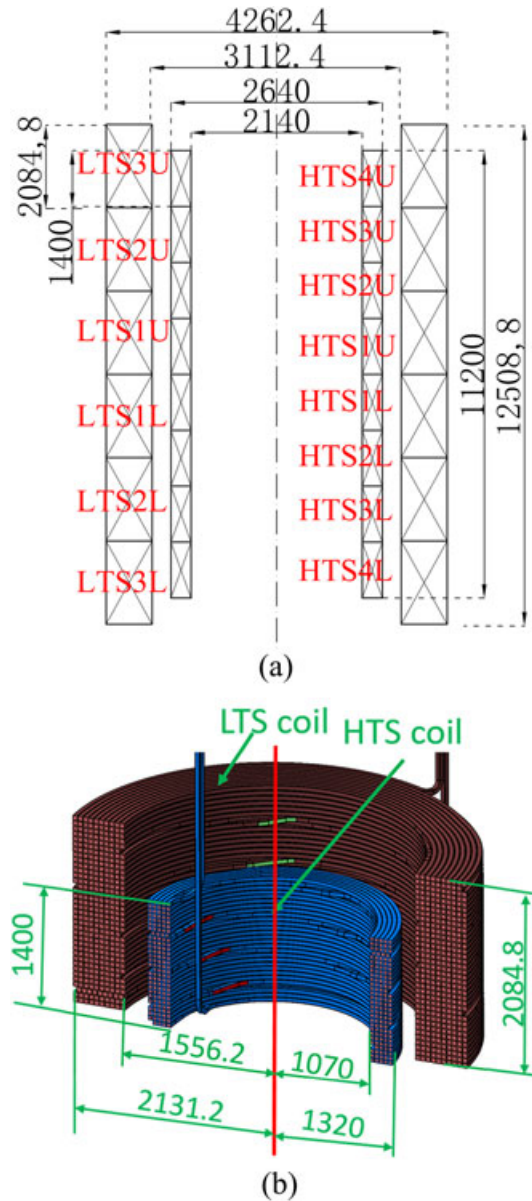 4262.4
3112.4
2640
2140
2084,8
1400
LTS3U
LTS2U
LTS1U
LTS1L
LTS2L
LTS3L
HTS4U
HTS3U
HTS2U
HTS1U
HTS1L
HTS2L
HTS3L
HTS4L
11200
12508,8
(a)
LTS coil
HTS coil
1400
1556.2
1070
2131.2
1320
2084.8
(b)